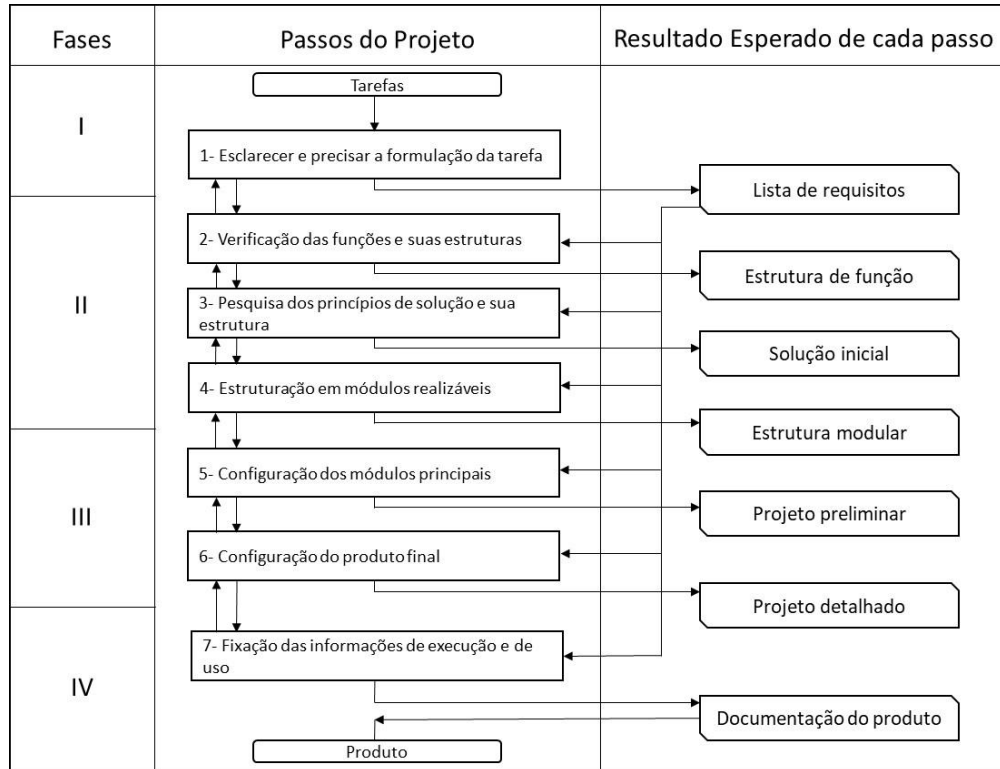 Fases
Passos do Projeto
Resultado Esperado de cada passo
I
Tarefas
1- Esclarecer e precisar a formulação da tarefa
Lista de requisitos
II
2- Verificação das funções e suas estruturas
Estrutura de função
3- Pesquisa dos princípios de solução e sua
estrutura
Solução inicial
4- Estruturação em módulos realizáveis
Estrutura modular
III
5- Configuração dos módulos principais
Projeto preliminar
6- Configuração do produto final
Projeto detalhado
IV
7- Fixação das informações de execução e de
uso
Documentação do produto
Produto